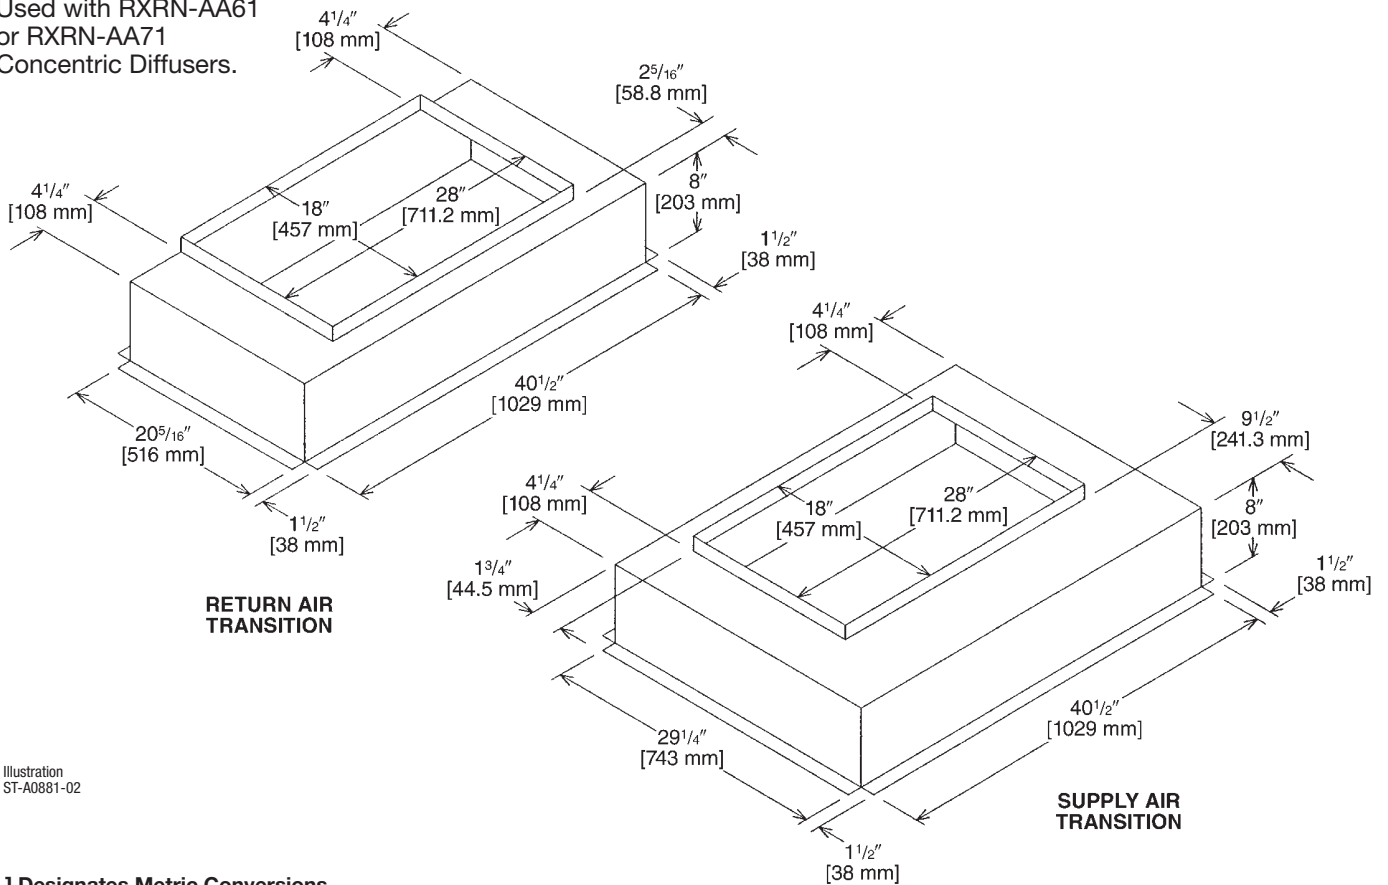 Used with RXRN-AA61
or RXRN-AA71
Concentric Diffusers.
4 1/4"
[108 mm]
2 5/16"
[58.8 mm]
4 1/4"
[108 mm]
18"
[457 mm]
28"
[711.2 mm]
8"
[203 mm]
1 1/2"
[38 mm]
40 1/2"
[1029 mm]
20 5/16"
[516 mm]
1 1/2"
[38 mm]
RETURN AIR
TRANSITION
4 1/4"
[108 mm]
9 1/2"
[241.3 mm]
4 1/4"
[108 mm]
18"
[457 mm]
28"
[711.2 mm]
8"
[203 mm]
1 3/4"
[44.5 mm]
1 1/2"
[38 mm]
40 1/2"
[1029 mm]
29 1/4"
[743 mm]
1 1/2"
[38 mm]
SUPPLY AIR
TRANSITION
Illustration
ST-A0881-02
] Designates Metric Conversions